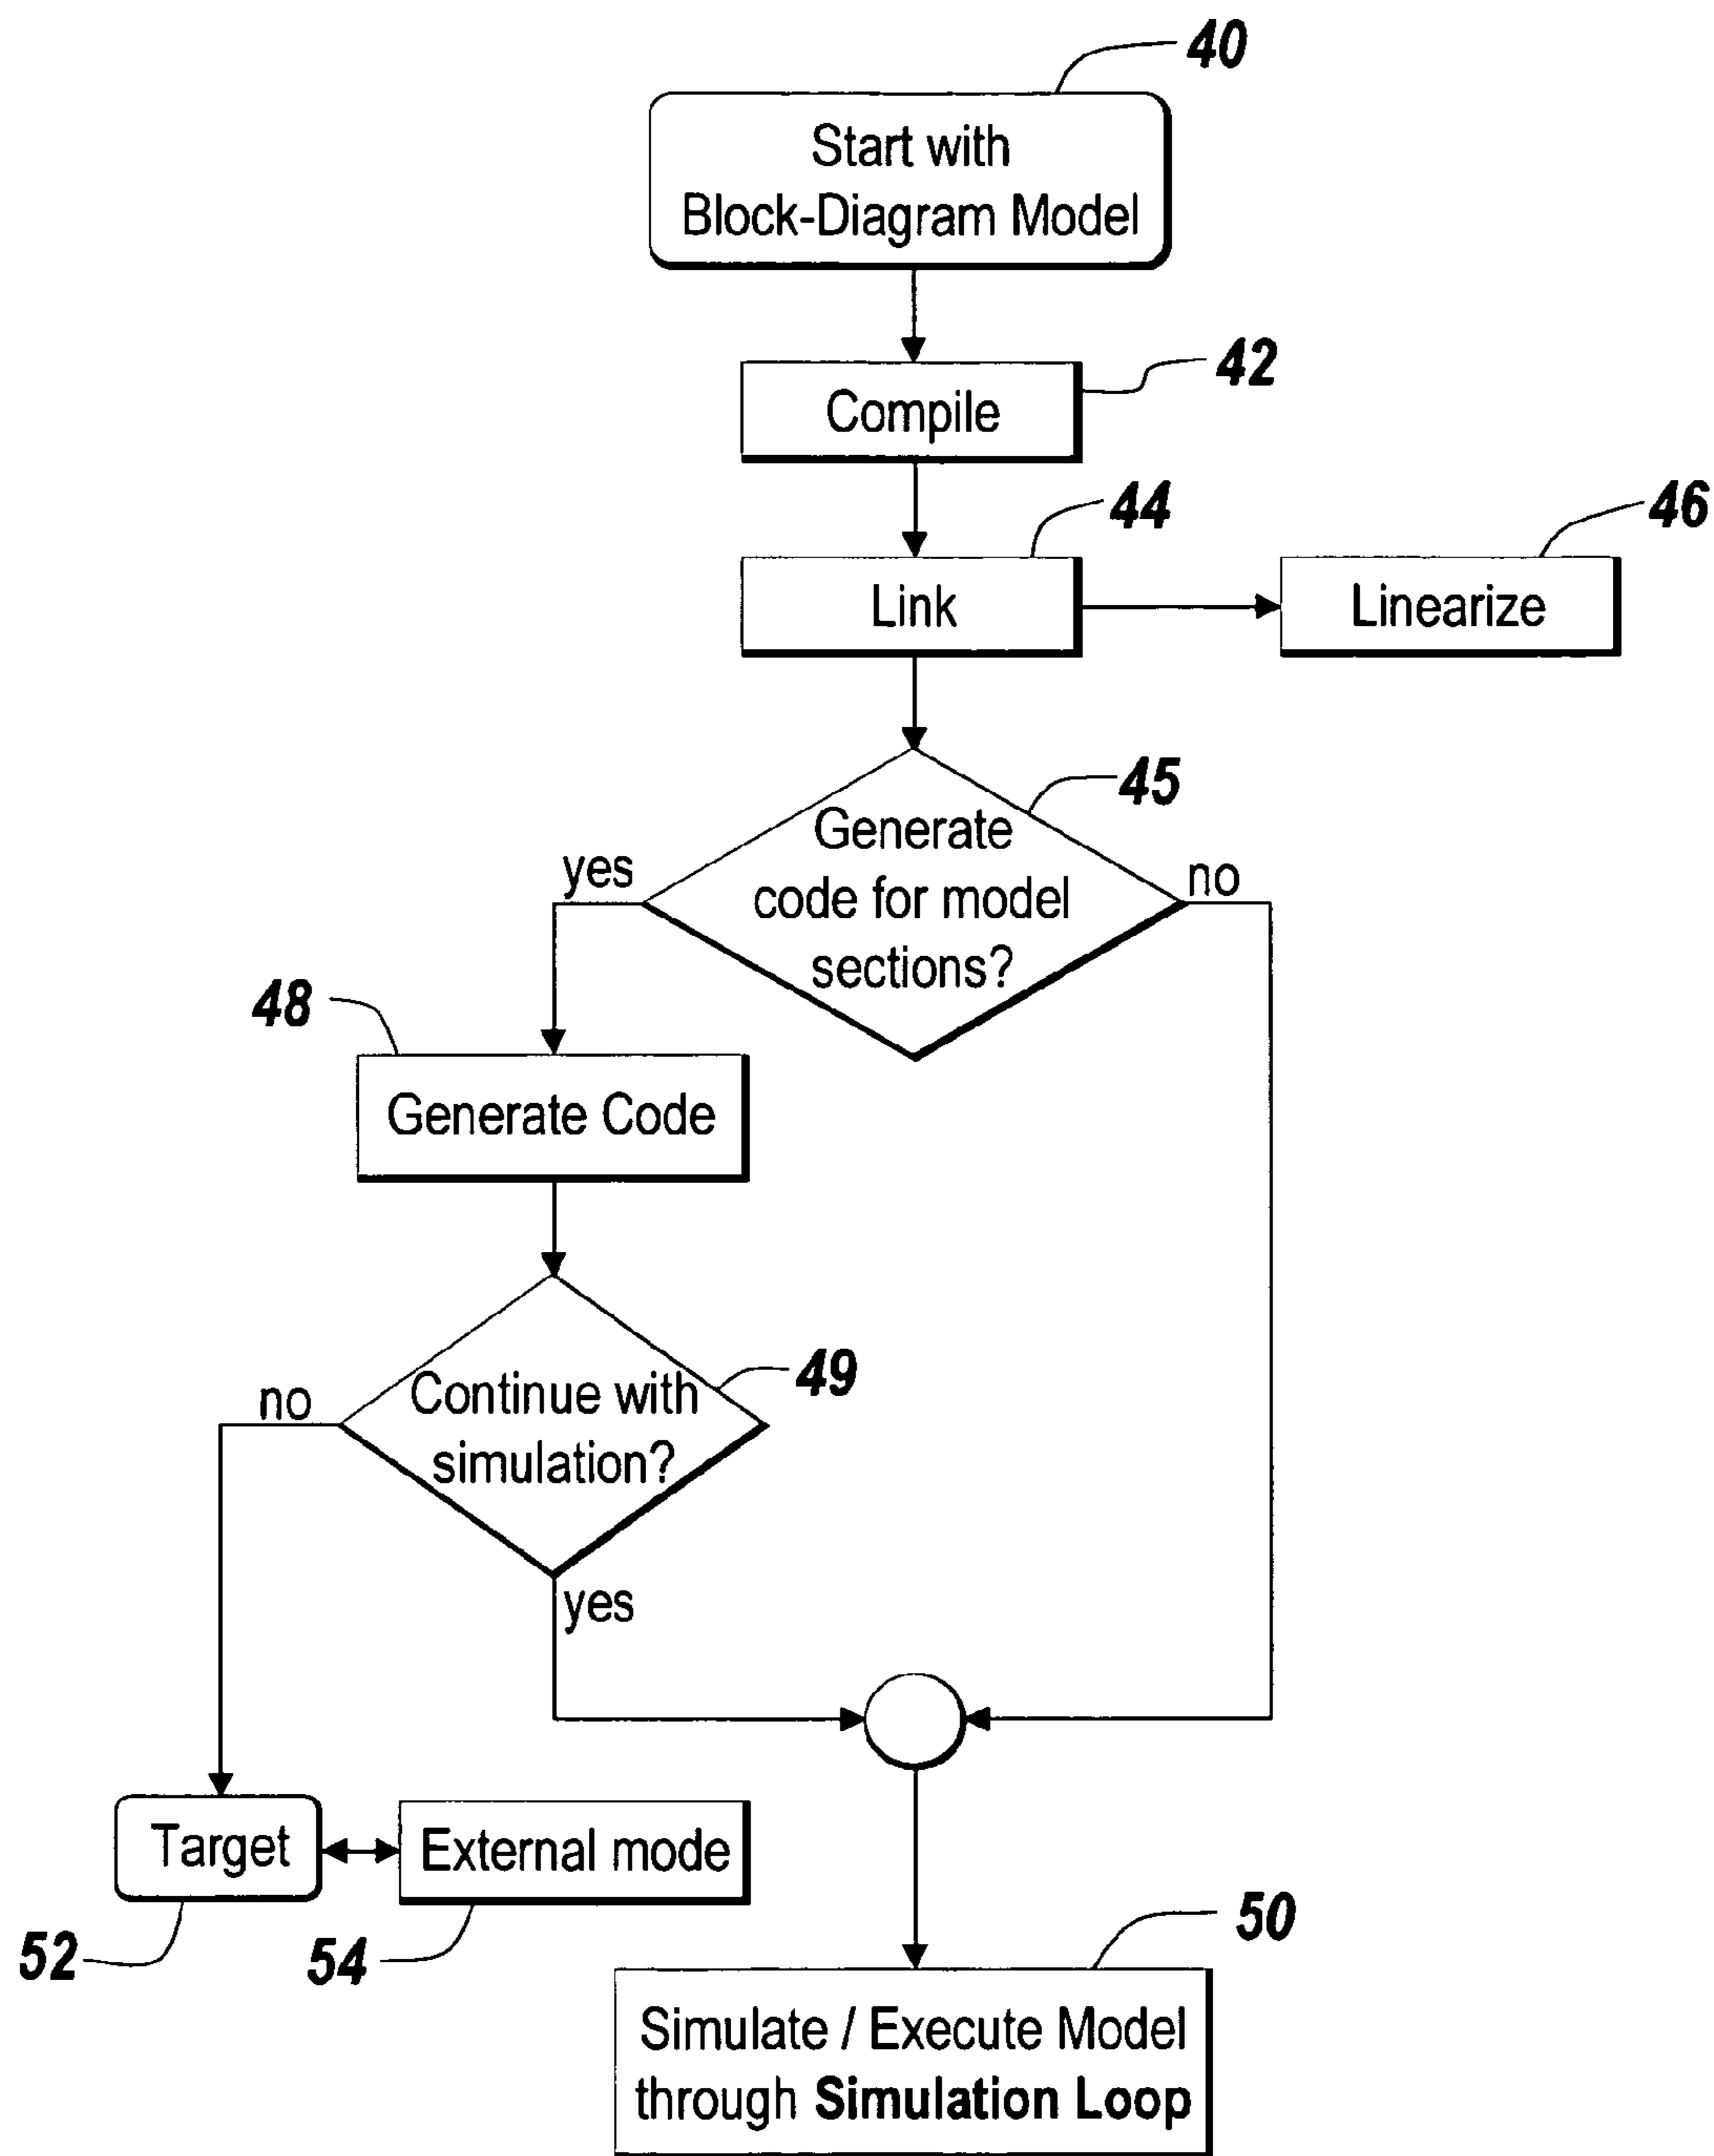 40
Start with
Block-Diagram Model
42
Compile
44
46
Link
Linearize
45
Generate
code for model
sections?
yes
no
48
Generate Code
49
Continue with
simulation?
no
yes
Target
External mode
52
54
50
Simulate / Execute Model
through Simulation Loop